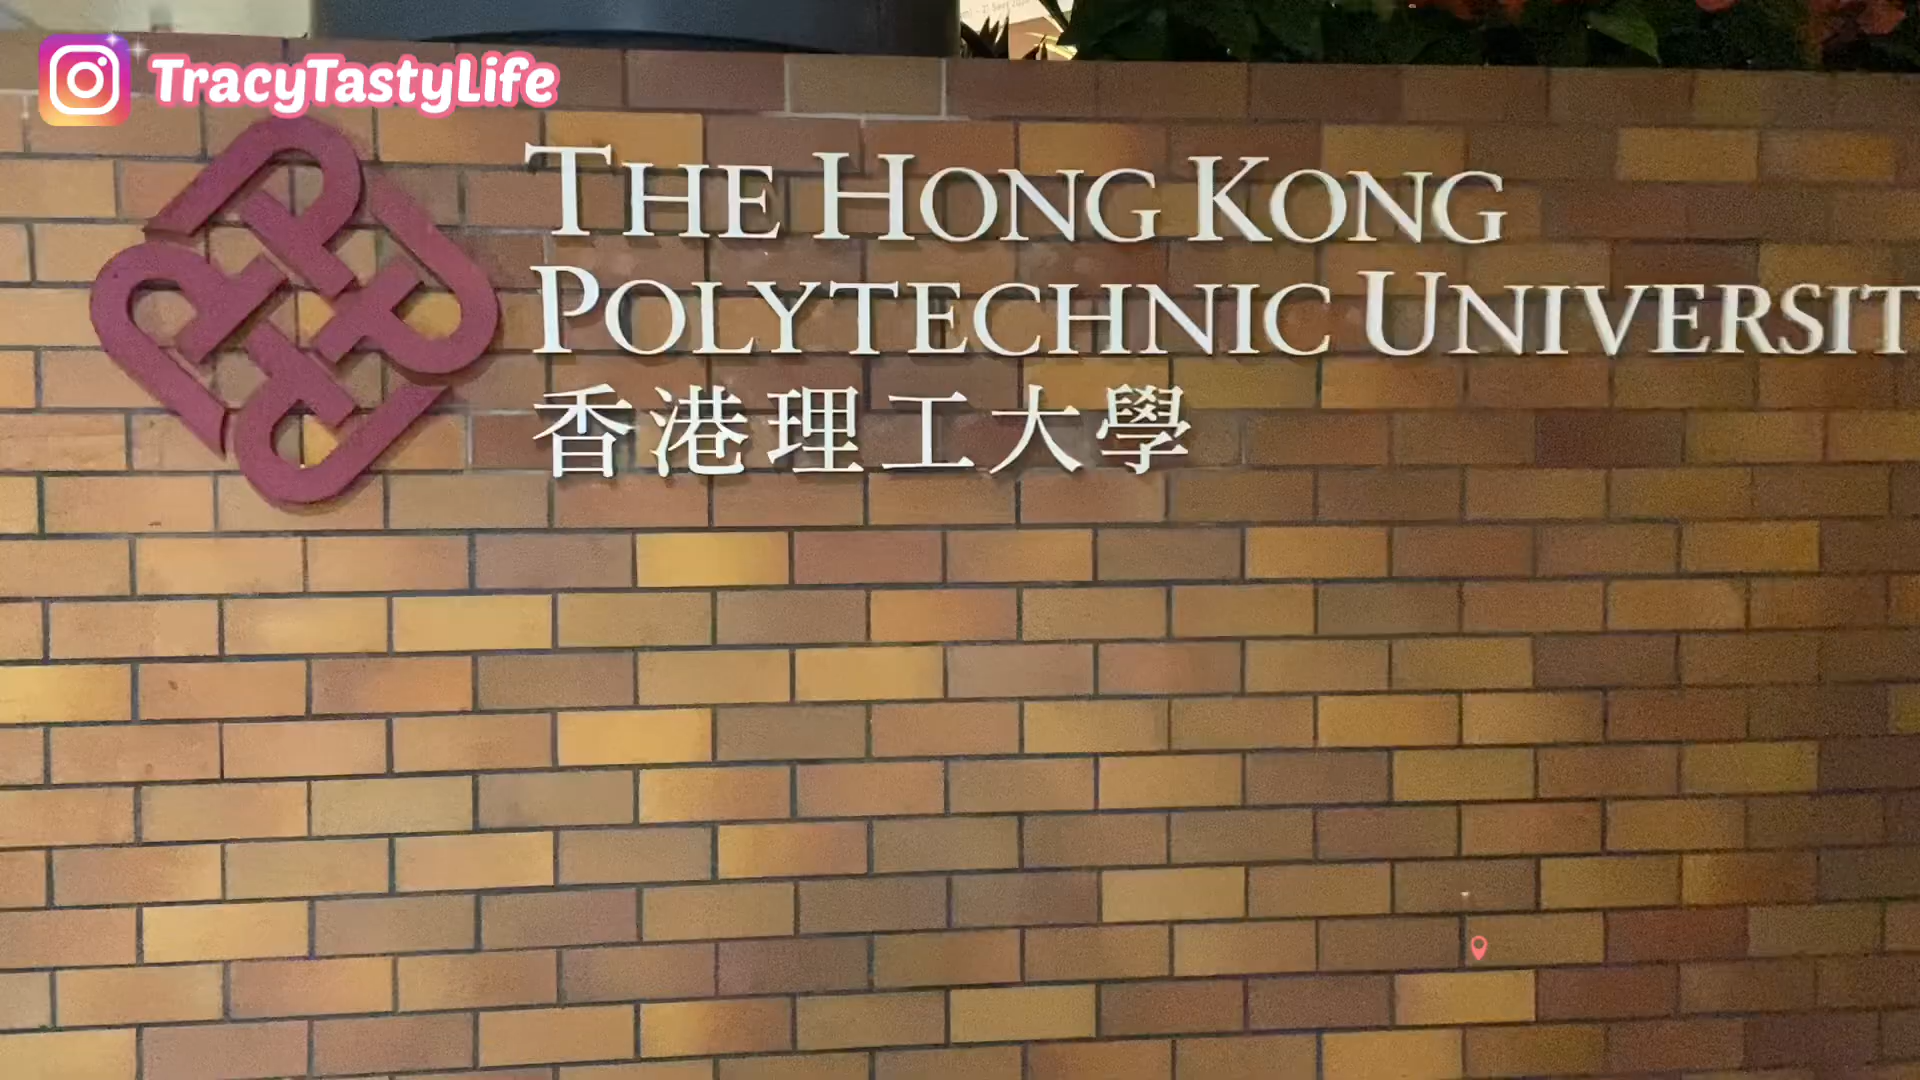 TracyTastyLife
THE HONG KONG
POLYTECHNIC UNIVERSIT
香港理工大學